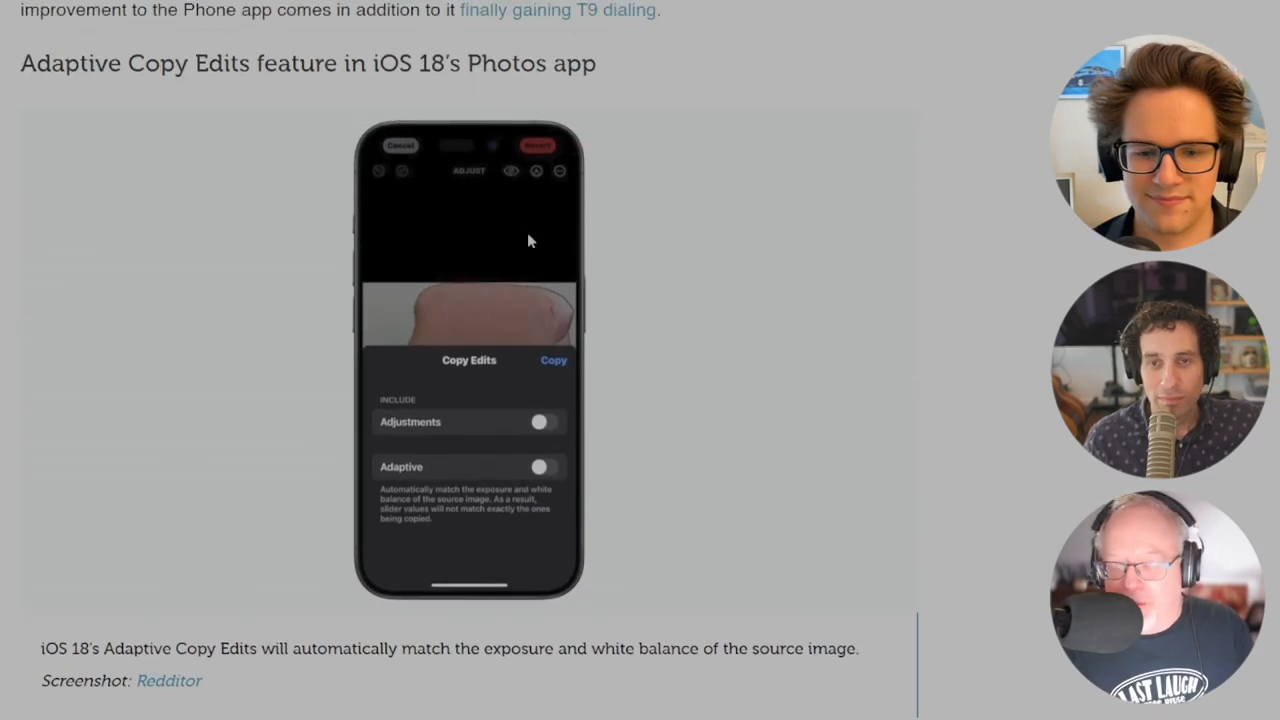 improvement to the Phone app comes in addition to it finally gaining T9 dialing.
Adaptive Copy Edits feature in iOS 18's Photos app
Cancel
Revert
ADJUST
Copy Edits
Copy
INCLUDE
Adjustments
Adaptive
Automatically match the exposure and white
balance of the source image. As a result,
slider values will not match exactly the ones
being copied.
iOS 18's Adaptive Copy Edits will automatically match the exposure and white balance of the source image.
Screenshot: Redditor
LAST LAUGH